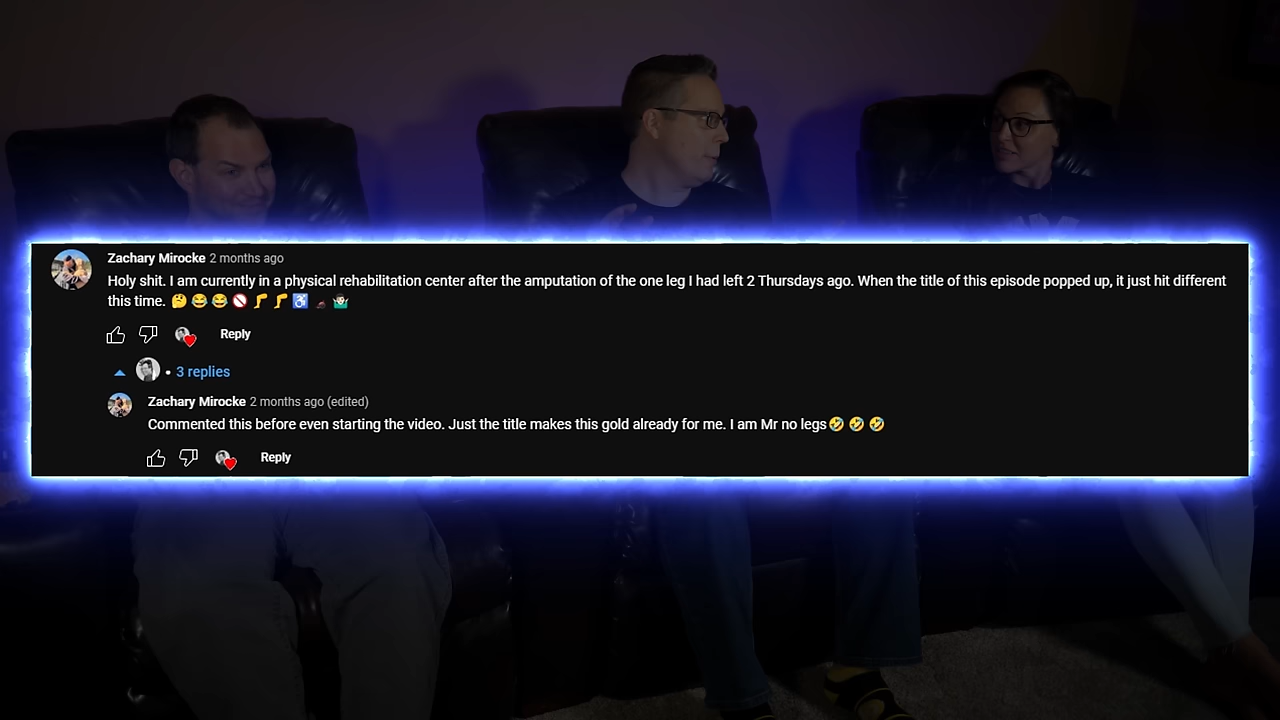 Zachary Mirocke 2 months ago
Holy shit. I am currently in a physical rehabilitation center after the amputation of the one leg I had left 2 Thursdays ago. When the title of this episode popped up, it just hit different
this time. 🤔😂😂🚫🦵🏻🦵🏻♿🦼🤷🏻‍♂️
Reply
• 3 replies
Zachary Mirocke 2 months ago (edited)
Commented this before even starting the video. Just the title makes this gold already for me. I am Mr no legs🤣 🤣 🤣
Reply